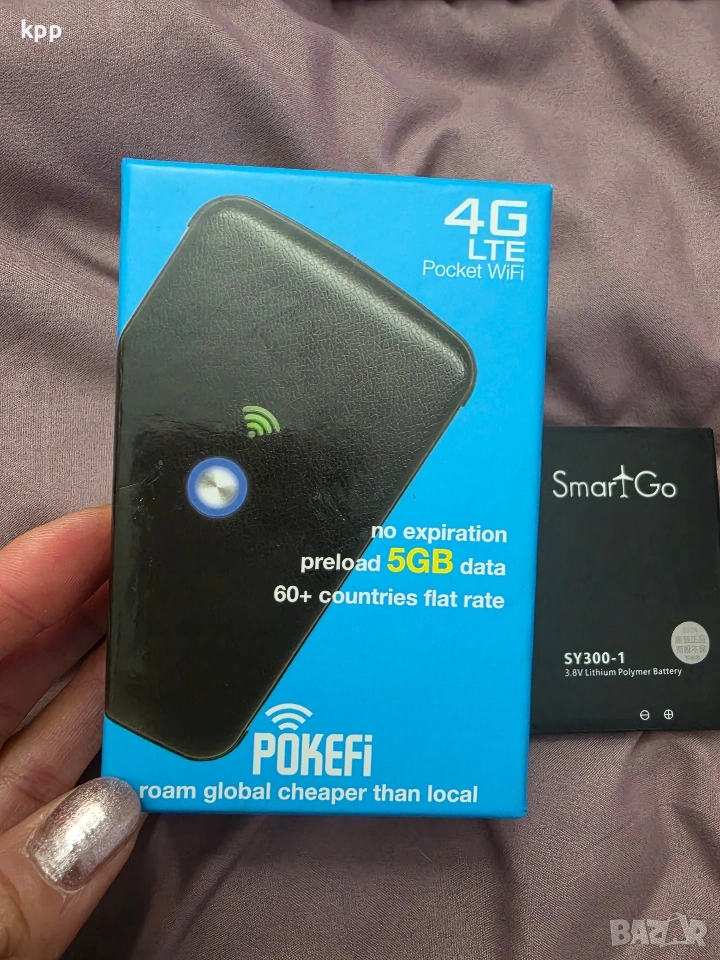 kpp
4G
LTE
Pocket WiFi
no expiration
preload 5GB data
60+ countries flat rate
POKEFi
roam global cheaper than local
SmartGo
SY300-1
3.8V Lithium Polymer Battery
BAZAR